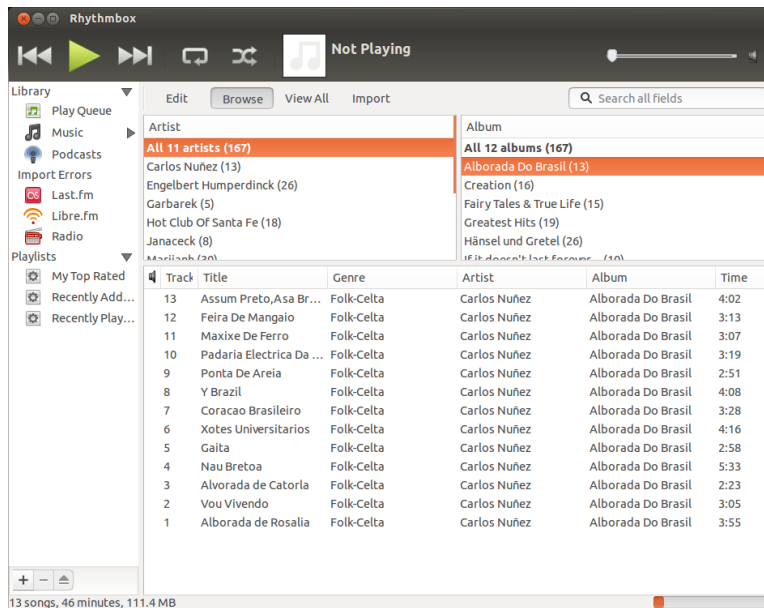 Rhythmbox
Not Playing
Library
Play Queue
Music
Podcasts
Import Errors
Last.fm
Libre.fm
Radio
Playlists
My Top Rated
Recently Add...
Recently Play...
Edit Browse View All Import Search all fields
Artist
All 11 artists (167)
Carlos Nuñez (13)
Engelbert Humperdinck (26)
Garbarek (5)
Hot Club Of Santa Fe (18)
Janaceck (8)
Mariianh (30)
Album
All 12 albums (167)
Alborada Do Brasil (13)
Creation (16)
Fairy Tales & True Life (15)
Greatest Hits (19)
Hänsel und Gretel (26)
If it doesn't last forever... (10)
Track Title Genre Artist Album Time
13 Assum Preto,Asa Br... Folk-Celta Carlos Nuñez Alborada Do Brasil 4:02
12 Feira De Mangaio Folk-Celta Carlos Nuñez Alborada Do Brasil 3:13
11 Maxixe De Ferro Folk-Celta Carlos Nuñez Alborada Do Brasil 3:07
10 Padaria Electrica Da ... Folk-Celta Carlos Nuñez Alborada Do Brasil 3:19
9 Ponta De Areia Folk-Celta Carlos Nuñez Alborada Do Brasil 2:51
8 Y Brazil Folk-Celta Carlos Nuñez Alborada Do Brasil 4:08
7 Coracao Brasileiro Folk-Celta Carlos Nuñez Alborada Do Brasil 3:28
6 Xotes Universitarios Folk-Celta Carlos Nuñez Alborada Do Brasil 4:16
5 Gaita Folk-Celta Carlos Nuñez Alborada Do Brasil 2:58
4 Nau Bretoa Folk-Celta Carlos Nuñez Alborada Do Brasil 5:33
3 Alvorada de Catorla Folk-Celta Carlos Nuñez Alborada Do Brasil 2:23
2 Vou Vivendo Folk-Celta Carlos Nuñez Alborada Do Brasil 3:05
1 Alborada de Rosalia Folk-Celta Carlos Nuñez Alborada Do Brasil 3:55
13 songs, 46 minutes, 111.4 MB